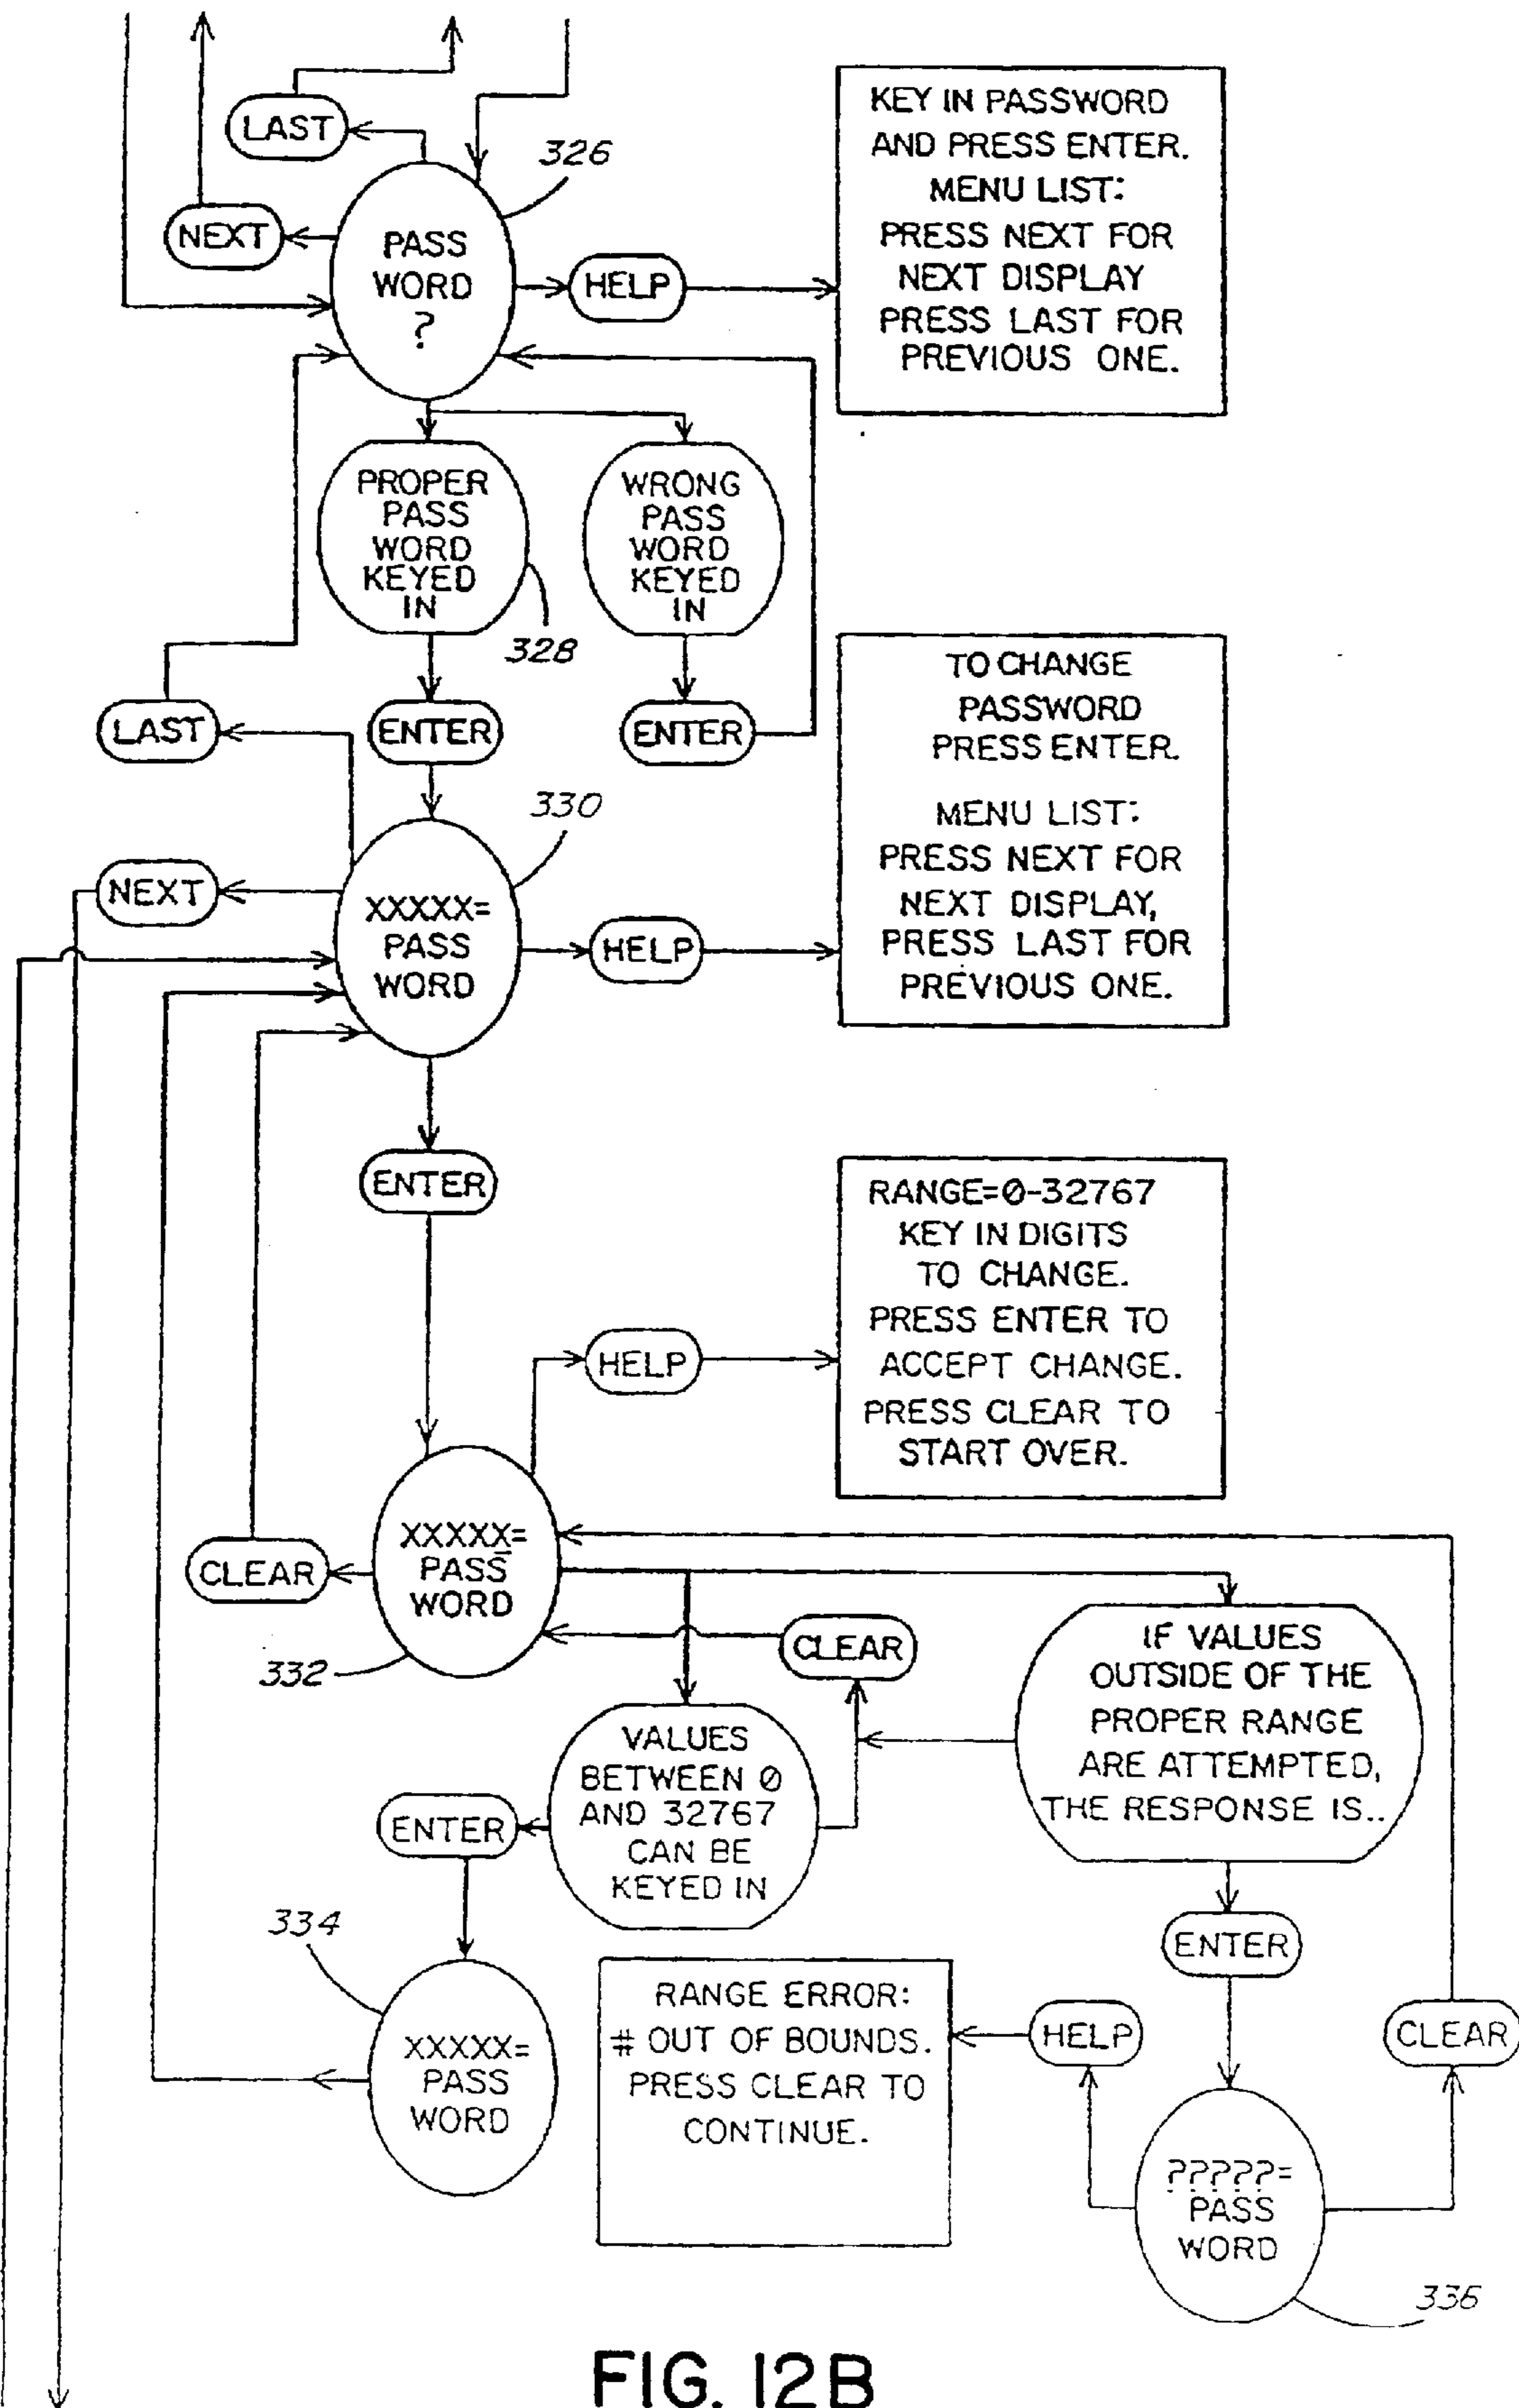 LAST
326
NEXT
PASS
WORD
?
HELP
KEY IN PASSWORD
AND PRESS ENTER.
MENU LIST:
PRESS NEXT FOR
NEXT DISPLAY
PRESS LAST FOR
PREVIOUS ONE.
PROPER
PASS
WORD
KEYED
IN
328
WRONG
PASS
WORD
KEYED
IN
LAST
ENTER
ENTER
TO CHANGE
PASSWORD
PRESS ENTER.
MENU LIST:
PRESS NEXT FOR
NEXT DISPLAY,
PRESS LAST FOR
PREVIOUS ONE.
330
NEXT
XXXXX=
PASS
WORD
HELP
ENTER
RANGE=0-32767
KEY IN DIGITS
TO CHANGE.
PRESS ENTER TO
ACCEPT CHANGE.
PRESS CLEAR TO
START OVER.
HELP
CLEAR
XXXXX=
PASS
WORD
332
CLEAR
IF VALUES
OUTSIDE OF THE
PROPER RANGE
ARE ATTEMPTED,
THE RESPONSE IS..
VALUES
BETWEEN 0
AND 32767
CAN BE
KEYED IN
ENTER
334
XXXXX=
PASS
WORD
ENTER
RANGE ERROR:
# OUT OF BOUNDS.
PRESS CLEAR TO
CONTINUE.
HELP
CLEAR
?????=
PASS
WORD
336
FIG. 12B